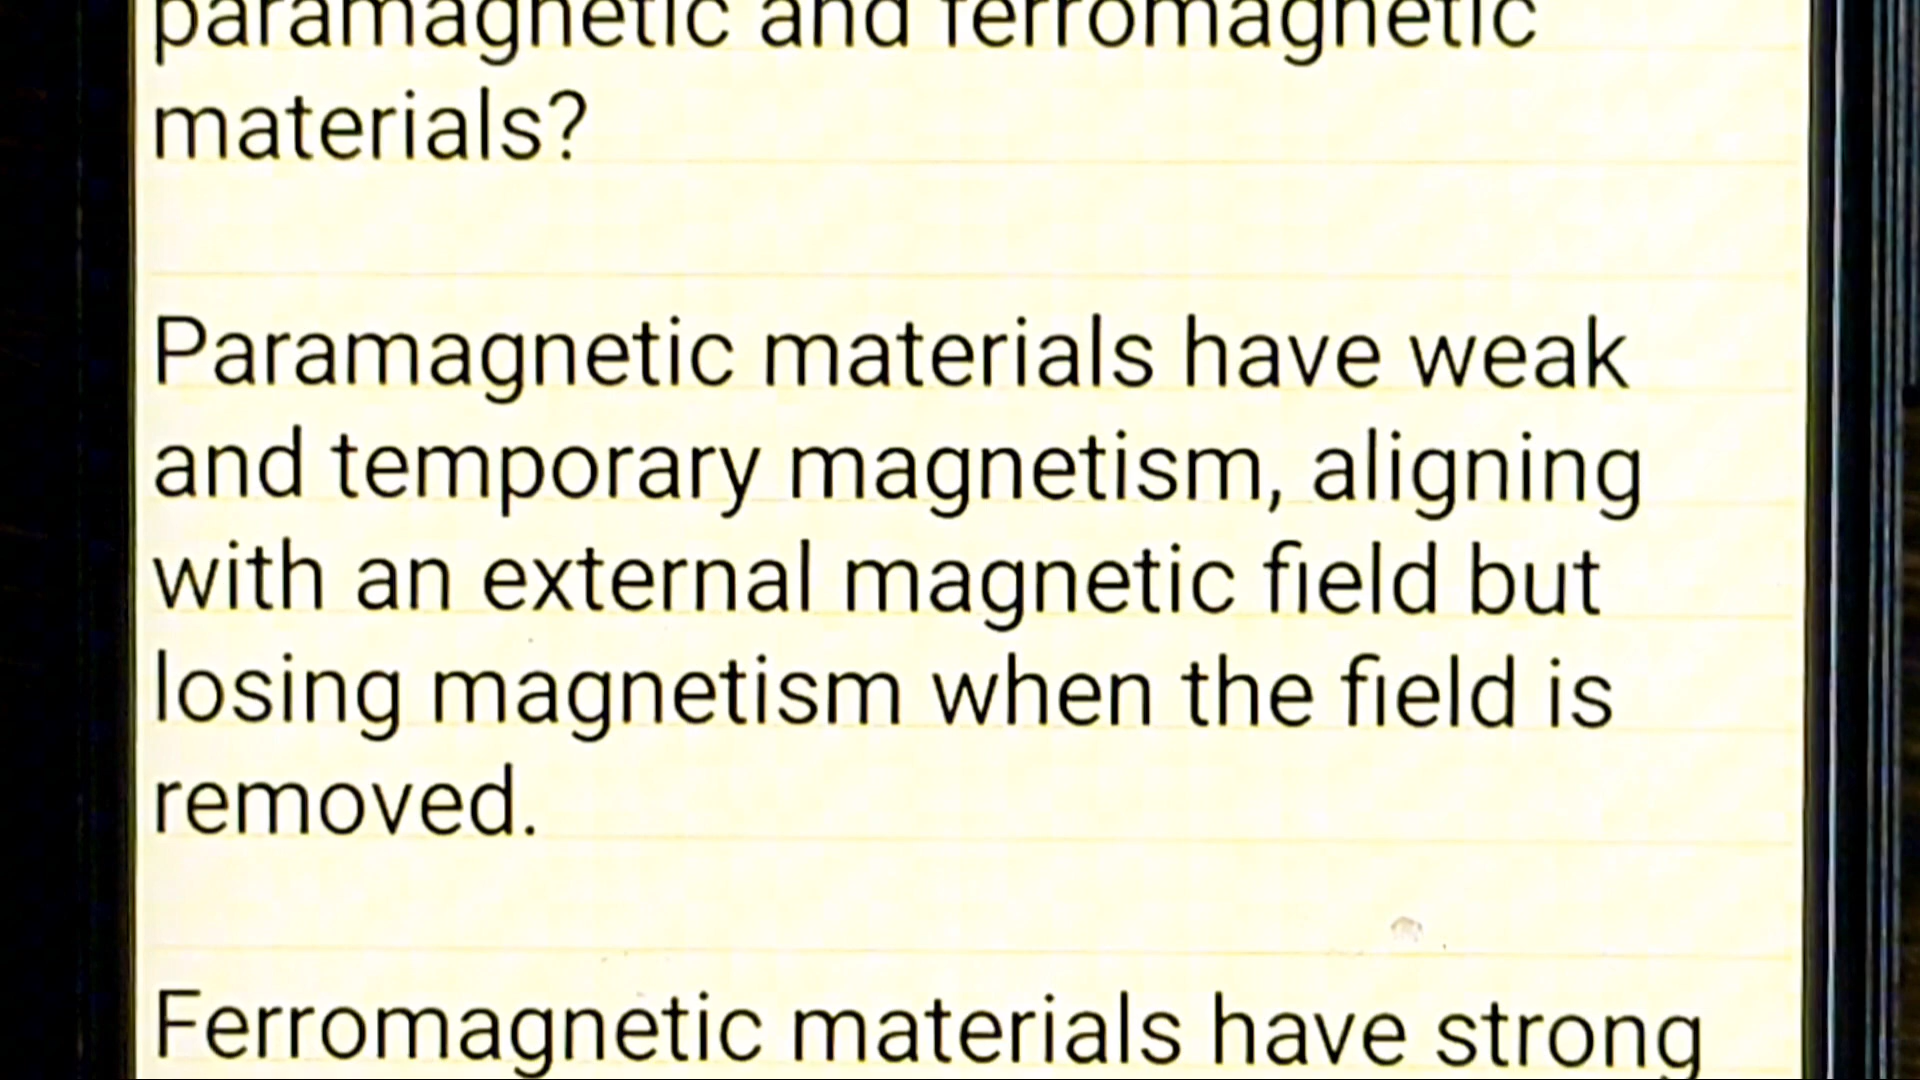 paramagnetic and ferromagnetic
materials?
Paramagnetic materials have weak
and temporary magnetism, aligning
with an external magnetic field but
losing magnetism when the field is
removed.
Ferromagnetic materials have strong